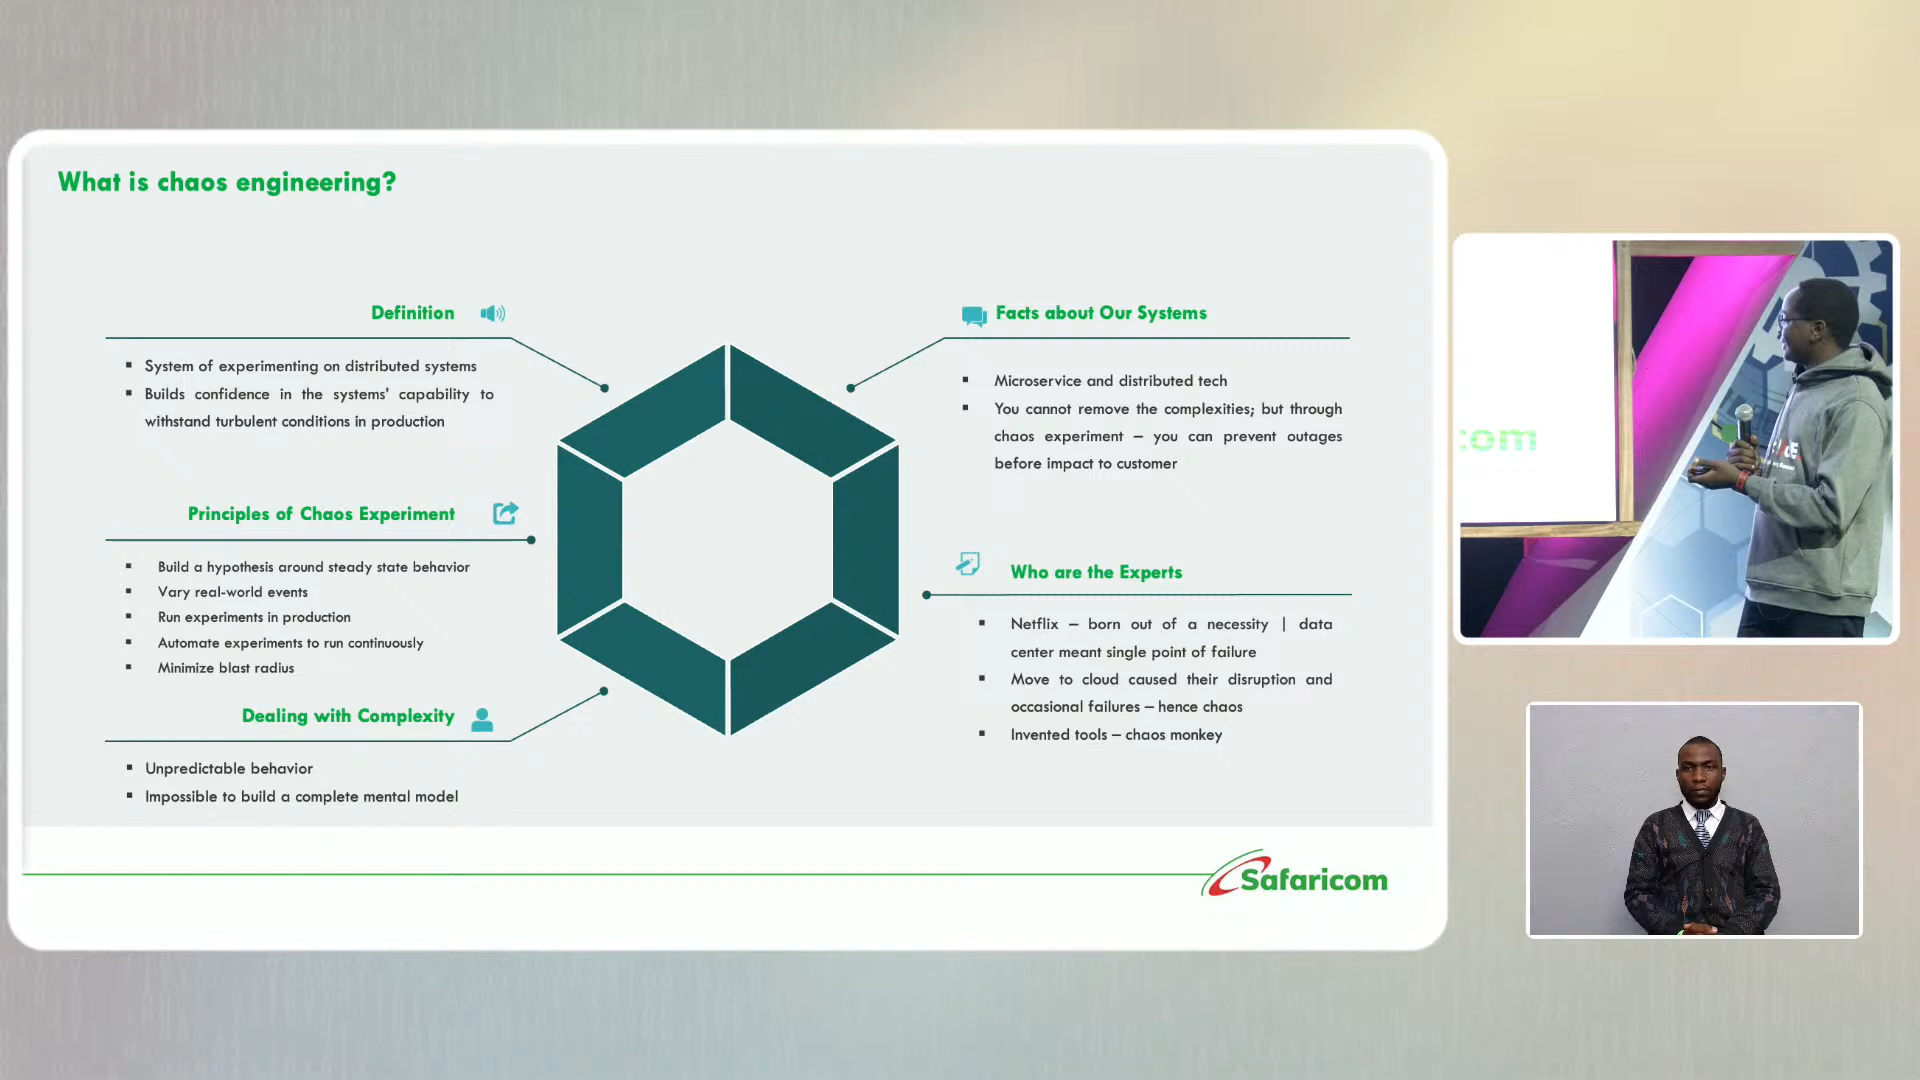 What is chaos engineering?
Definition
System of experimenting on distributed systems
Builds confidence in the systems' capability to
withstand turbulent conditions in production
Principles of Chaos Experiment
Build a hypothesis around steady state behavior
Vary real-world events
Run experiments in production
Automate experiments to run continuously
Minimize blast radius
Dealing with Complexity
Unpredictable behavior
Impossible to build a complete mental model
Facts about Our Systems
Microservice and distributed tech
You cannot remove the complexities; but through
chaos experiment – you can prevent outages
before impact to customer
Who are the Experts
Netflix – born out of a necessity | data
center meant single point of failure
Move to cloud caused their disruption and
occasional failures – hence chaos
Invented tools – chaos monkey
Safaricom
.com